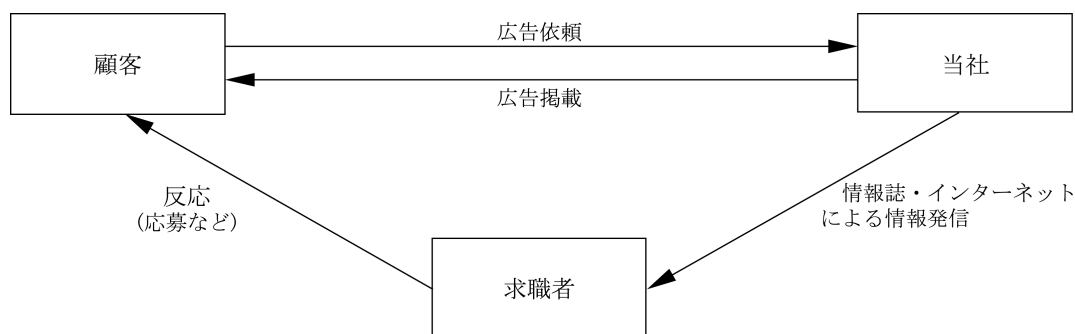 広告依頼
顧客
当社
広告掲載
反応
(応募など)
情報誌・インターネット
による情報発信
求職者